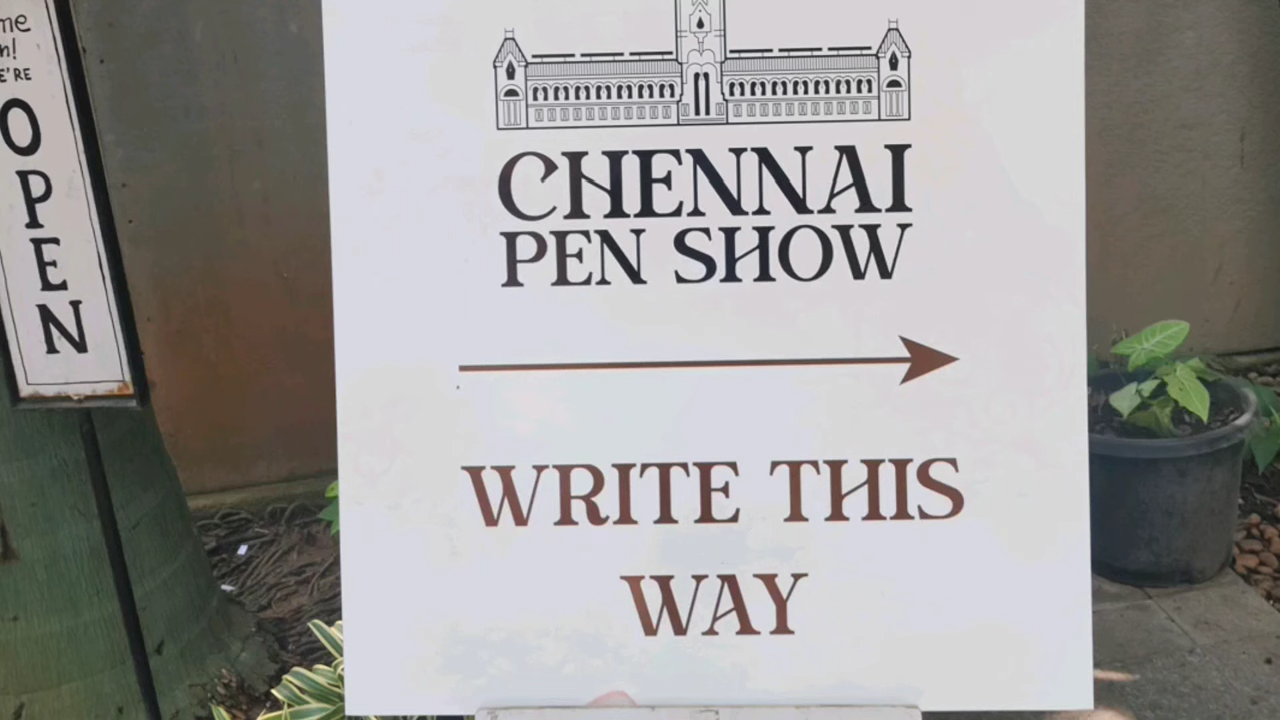 me
n!
E'RE
OPEN
CHENNAI
PEN SHOW
WRITE THIS
WAY